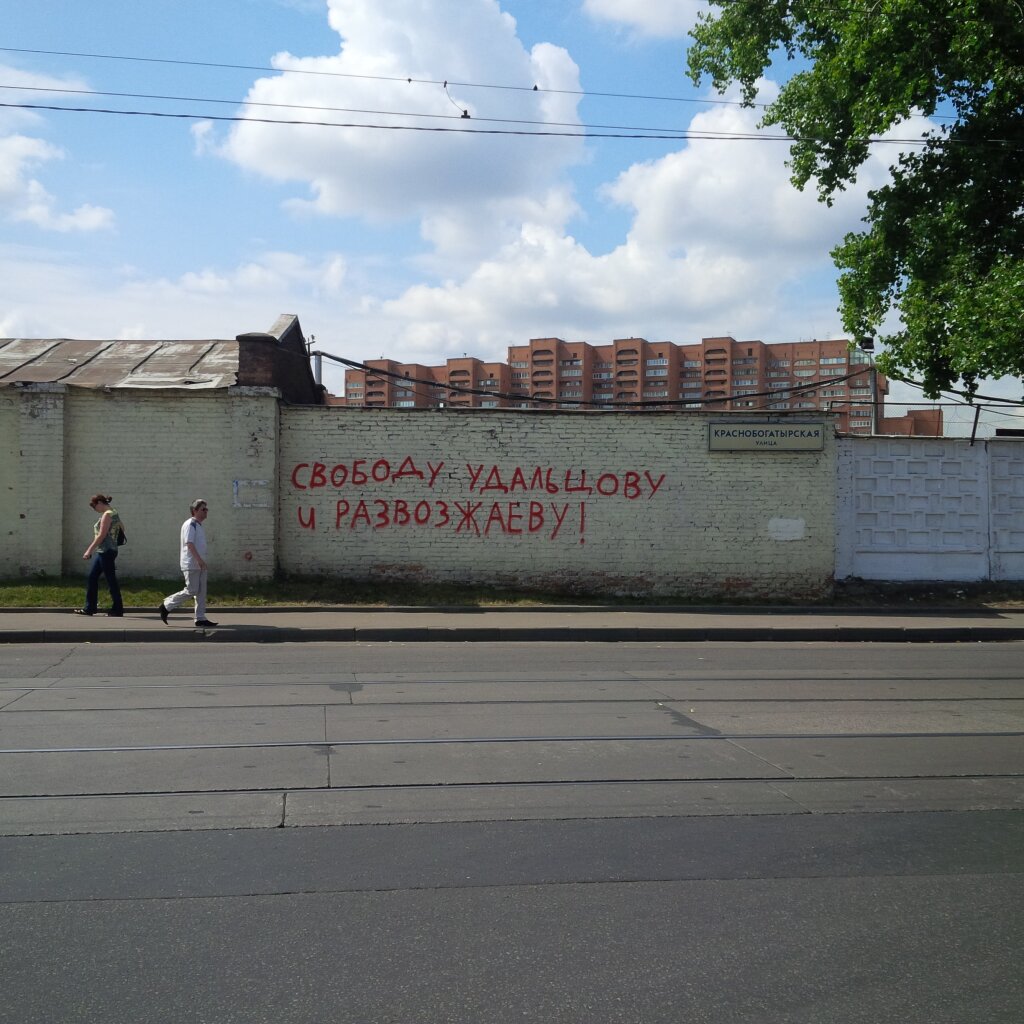 КРАСНОБОГАТЫРСКАЯ
УЛИЦА
СВОБОДУ УДАЛЬЦОВУ
И РАЗВОЗЖАЕВУ!